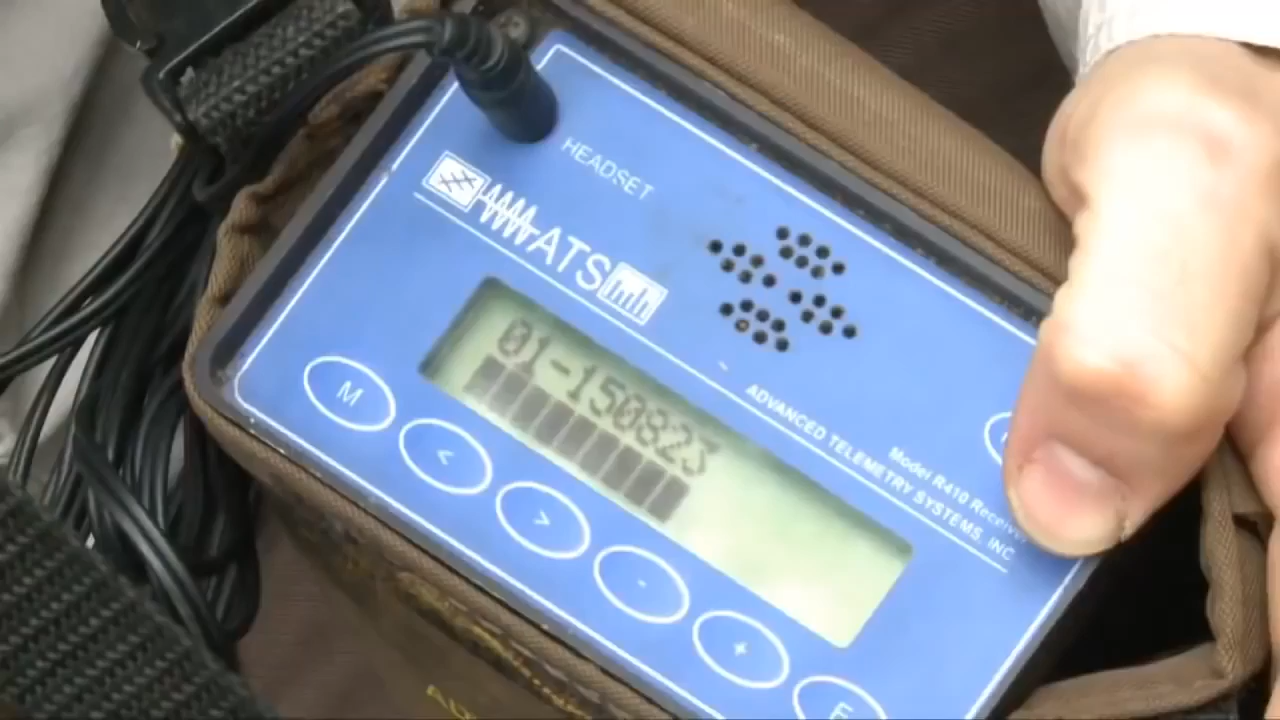 HEADSET
ATS
01-150823
ADVANCED TELEMETRY SYSTEMS, INC
Model R410 Receiver
M
<
>
-
+